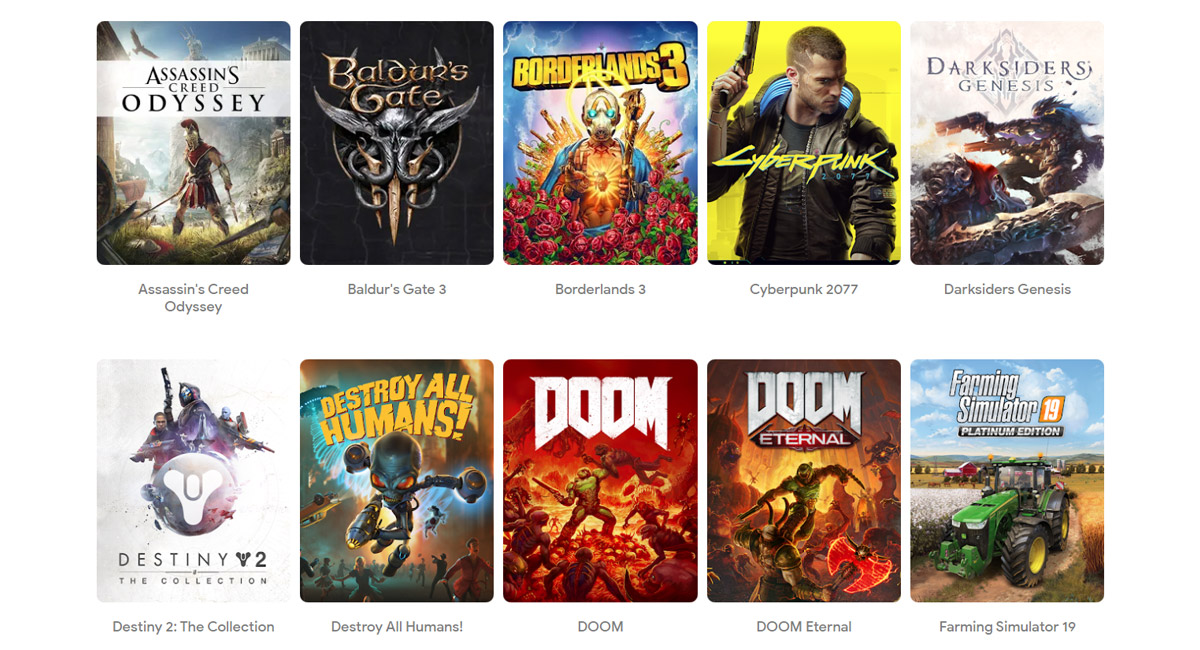 ASSASSIN'S
CREED
ODYSSEY
Baldur's
Gate
BORDERLANDS 3
Cyberpunk
2077
DARKSIDERS
GENESIS
Assassin's Creed
Odyssey
Baldur's Gate 3
Borderlands 3
Cyberpunk 2077
Darksiders Genesis
DESTINY 2
THE COLLECTION
DESTROY ALL
HUMANS!
DOOM
DOOM
ETERNAL
Farming
Simulator 19
PLATINUM EDITION
Destiny 2: The Collection
Destroy All Humans!
DOOM
DOOM Eternal
Farming Simulator 19